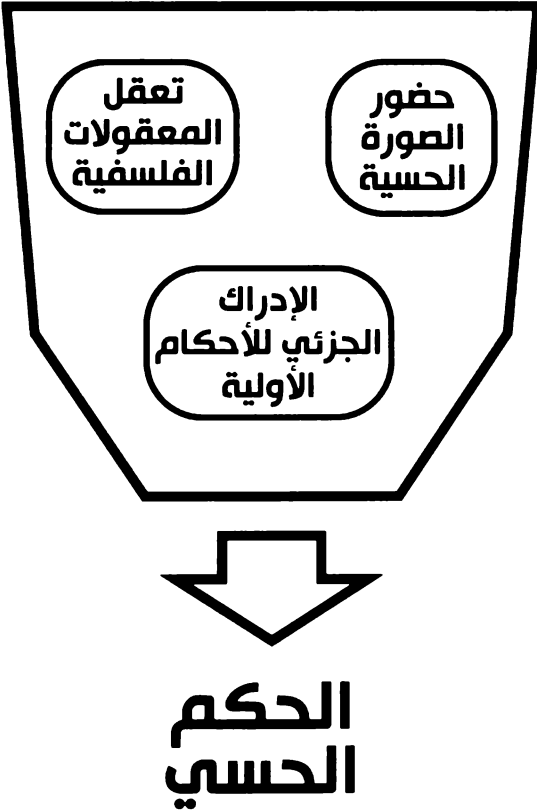 حضور
الصورة
الحسية
تعقل
المعقولات
الفلسفية
الإدراك
الجزئي للأحكام
الأولية
الحكم
الحسي